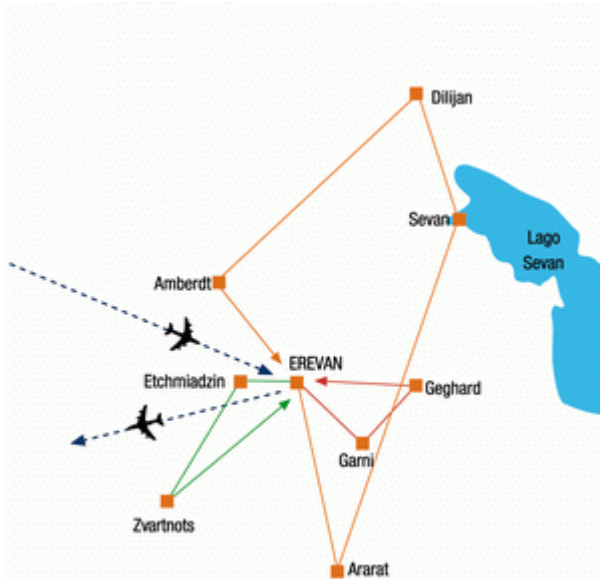 Dilijan
Sevan
Lago
Sevan
Amberdt
EREVAN
Etchmiadzin
Geghard
Garni
Zvartnots
Ararat